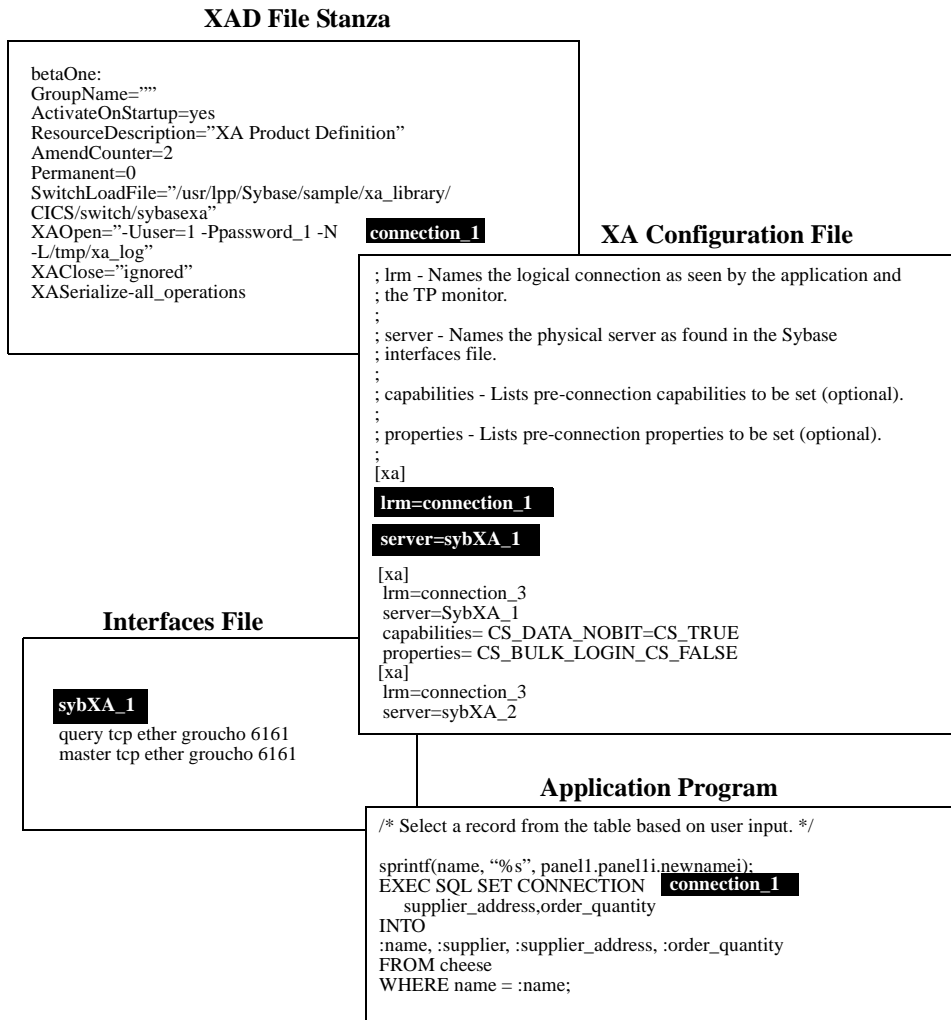 XAD File Stanza
betaOne:
GroupName=””
ActivateOnStartup=yes
ResourceDescription=”XA Product Definition”
AmendCounter=2
Permanent=0
SwitchLoadFile=”/usr/lpp/Sybase/sample/xa_library/
CICS/switch/sybasexa”
XAOpen=”-Uuser=1 -Ppassword_1 -N connection_1
-L/tmp/xa_log”
XAClose=”ignored”
XASerialize-all_operations
XA Configuration File
; lrm - Names the logical connection as seen by the application and
; the TP monitor.
;
; server - Names the physical server as found in the Sybase
; interfaces file.
;
; capabilities - Lists pre-connection capabilities to be set (optional).
;
; properties - Lists pre-connection properties to be set (optional).
;
[xa]
lrm=connection_1
server=sybXA_1
[xa]
lrm=connection_3
server=SybXA_1
capabilities= CS_DATA_NOBIT=CS_TRUE
properties= CS_BULK_LOGIN_CS_FALSE
[xa]
lrm=connection_3
server=sybXA_2
Interfaces File
sybXA_1
query tcp ether groucho 6161
master tcp ether groucho 6161
Application Program
/* Select a record from the table based on user input. */
sprintf(name, “%s”, panel1.panel1i.newnamei);
EXEC SQL SET CONNECTION connection_1
supplier_address,order_quantity
INTO
:name, :supplier, :supplier_address, :order_quantity
FROM cheese
WHERE name = :name;